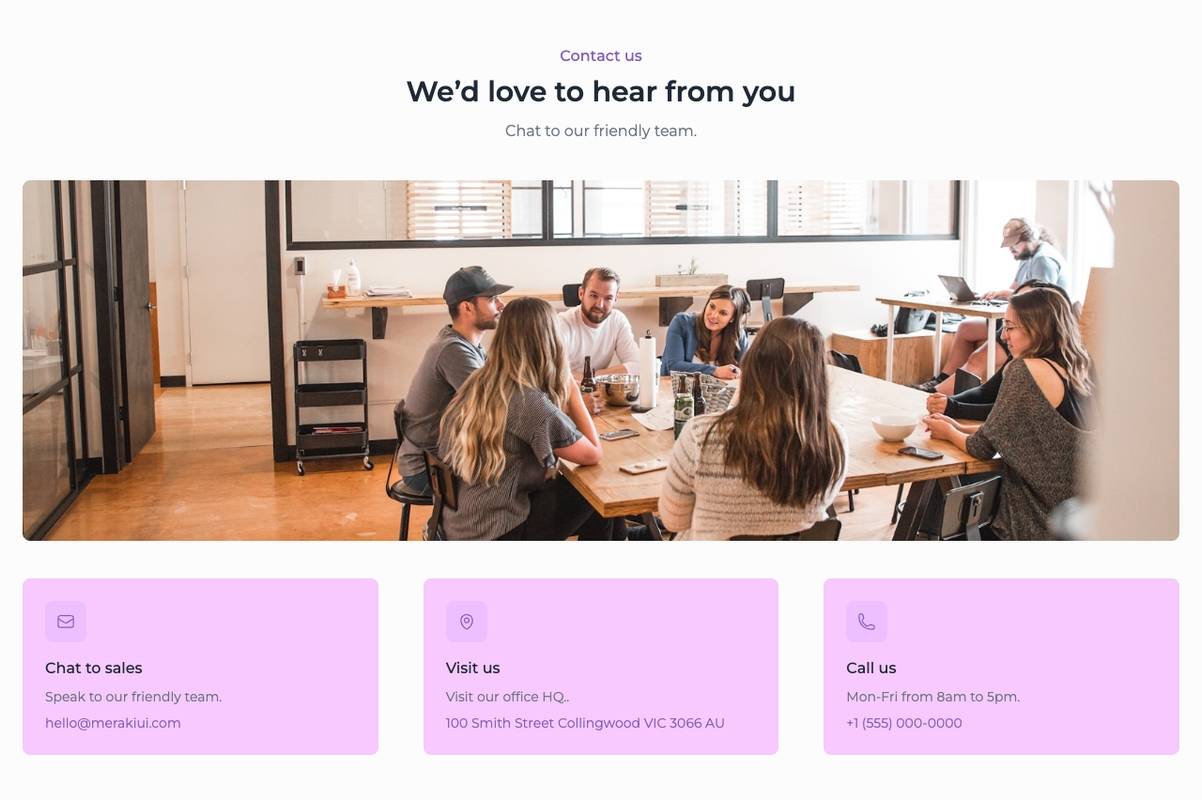 Contact us
We’d love to hear from you
Chat to our friendly team.
Chat to sales
Speak to our friendly team.
hello@merakiui.com
Visit us
Visit our office HQ..
100 Smith Street Collingwood VIC 3066 AU
Call us
Mon-Fri from 8am to 5pm.
+1 (555) 000-0000